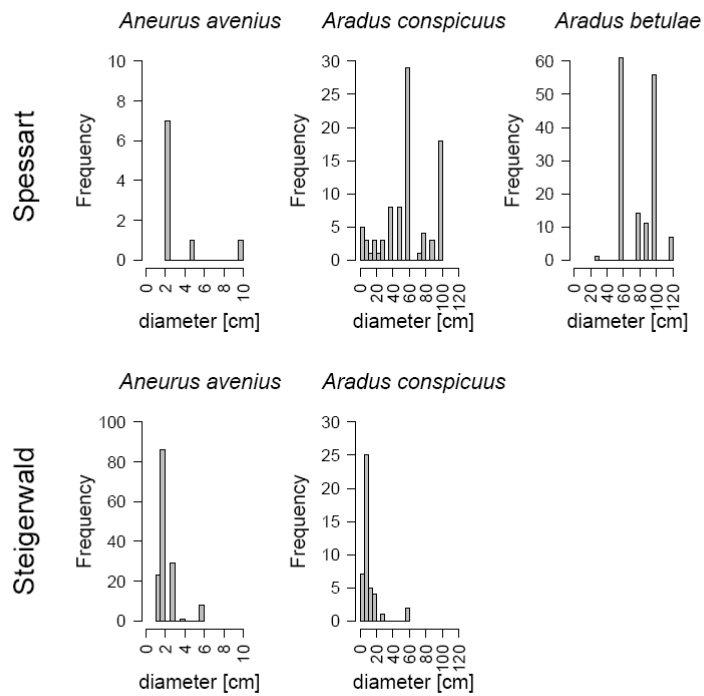 Aneurus avenius Aradus conspicuus Aradus betulae
Spessart
Frequency
10
8
6
4
2
0
0 2 4 6 8 10
diameter [cm]
Frequency
30
25
20
15
10
5
0
0 20 40 60 80 100 120
diameter [cm]
Frequency
60
50
40
30
20
10
0
0 20 40 60 80 100 120
diameter [cm]
Aneurus avenius Aradus conspicuus
Steigerwald
Frequency
100
80
60
40
20
0
0 2 4 6 8 10
diameter [cm]
Frequency
30
25
20
15
10
5
0
0 20 40 60 80 100 120
diameter [cm]